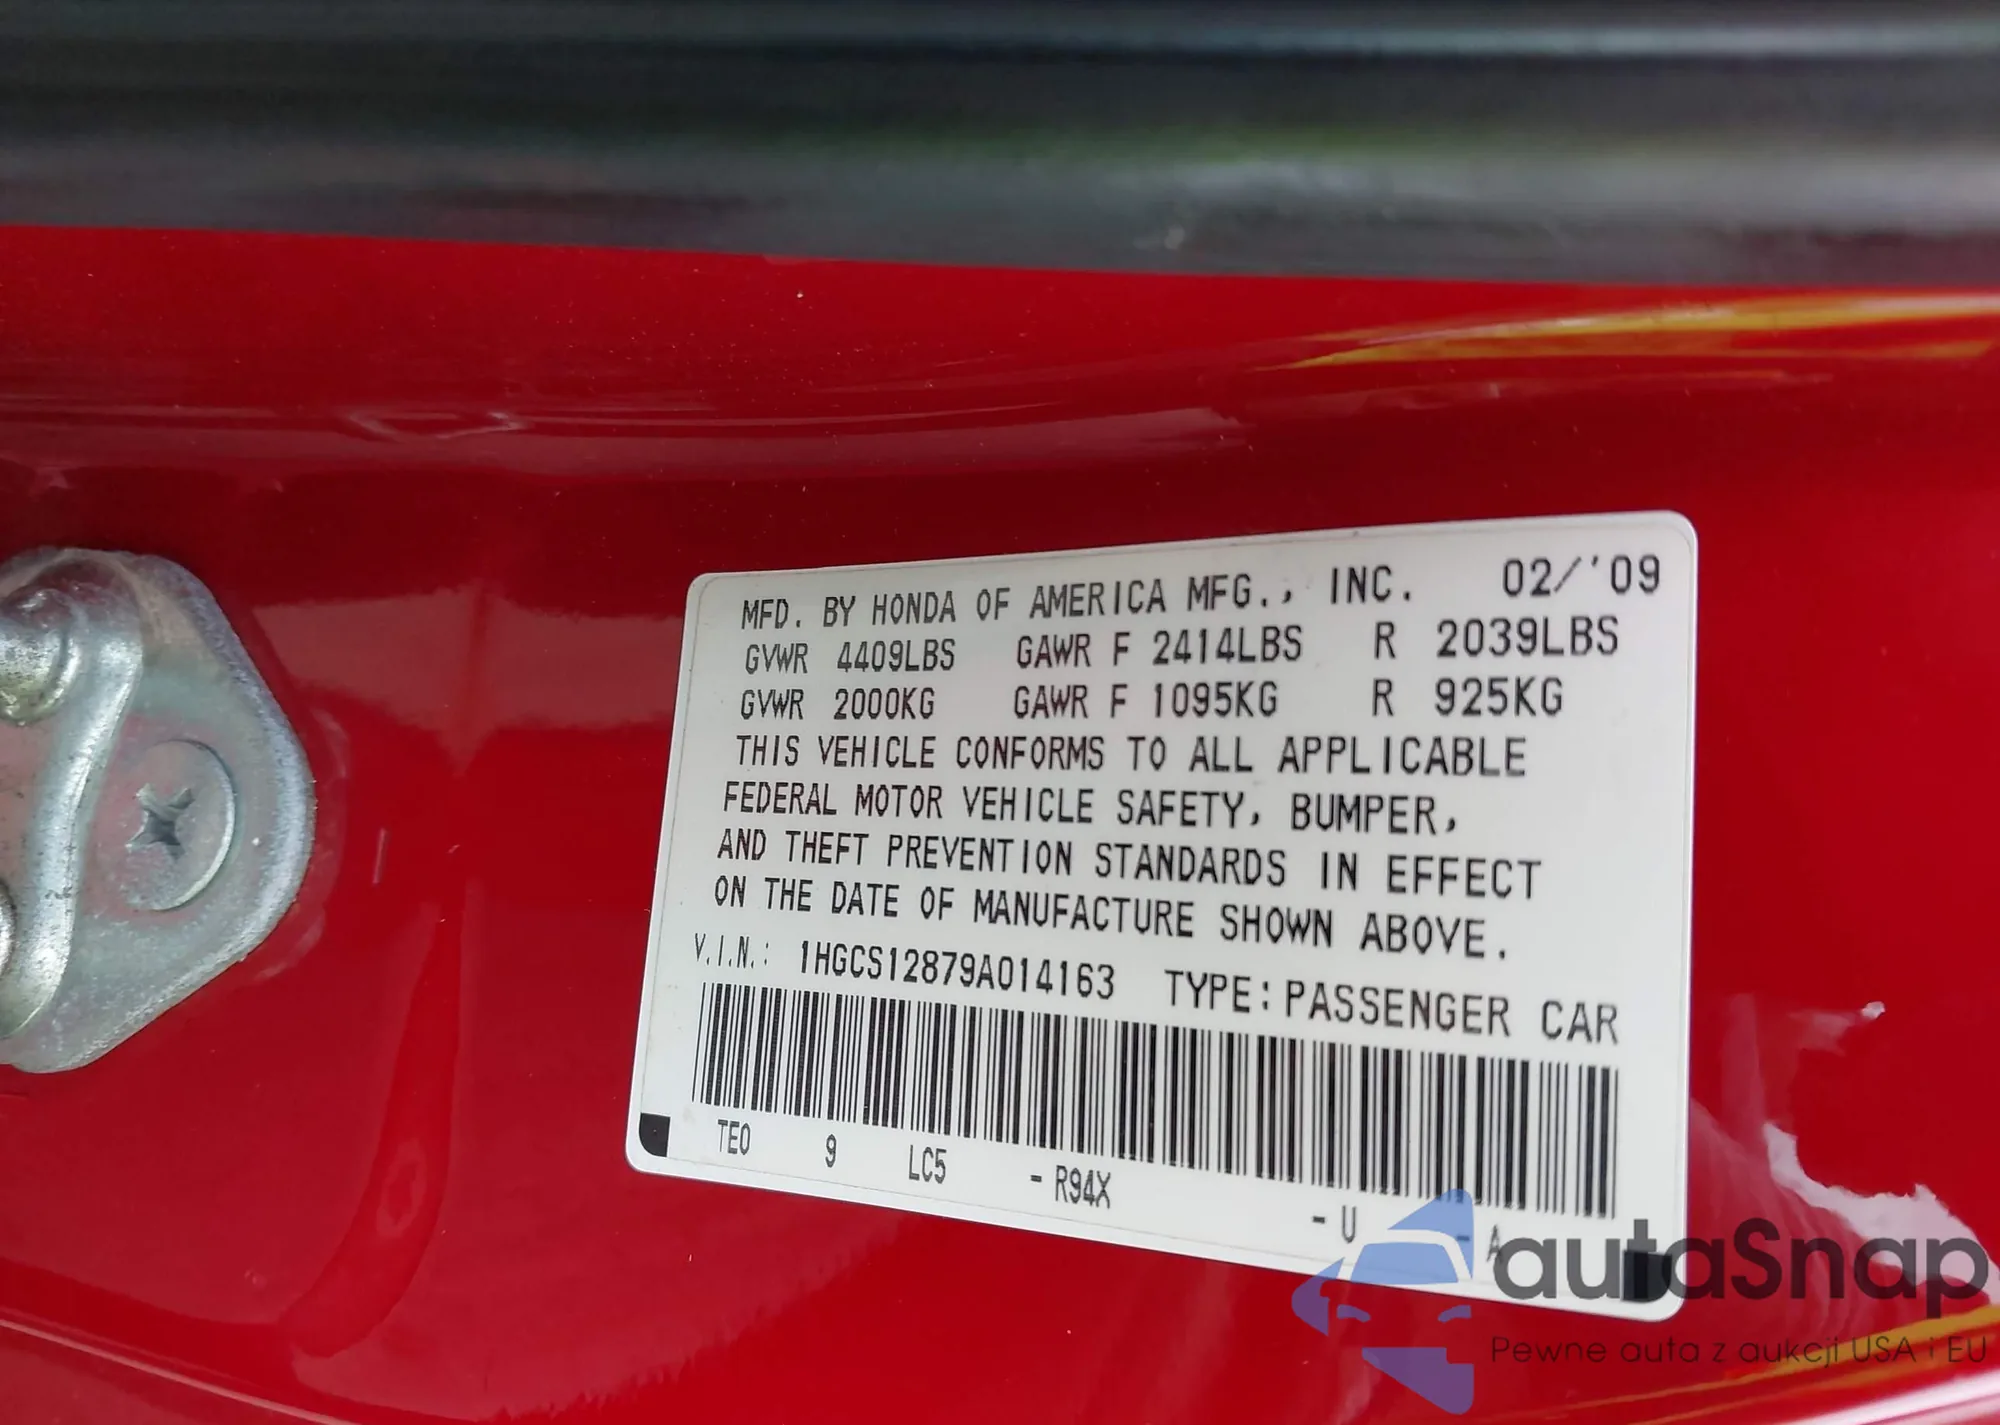 MFD. BY HONDA OF AMERICA MFG., INC. 02/'09
GVWR 4409LBS GAWR F 2414LBS R 2039LBS
GVWR 2000KG GAWR F 1095KG R 925KG
THIS VEHICLE CONFORMS TO ALL APPLICABLE
FEDERAL MOTOR VEHICLE SAFETY, BUMPER,
AND THEFT PREVENTION STANDARDS IN EFFECT
ON THE DATE OF MANUFACTURE SHOWN ABOVE.
V.I.N.: 1HGCS12879A014163 TYPE: PASSENGER CAR
TE0 9 LC5 - R94X - U - A
autaSnap
Pewne auta z aukcji USA i EU